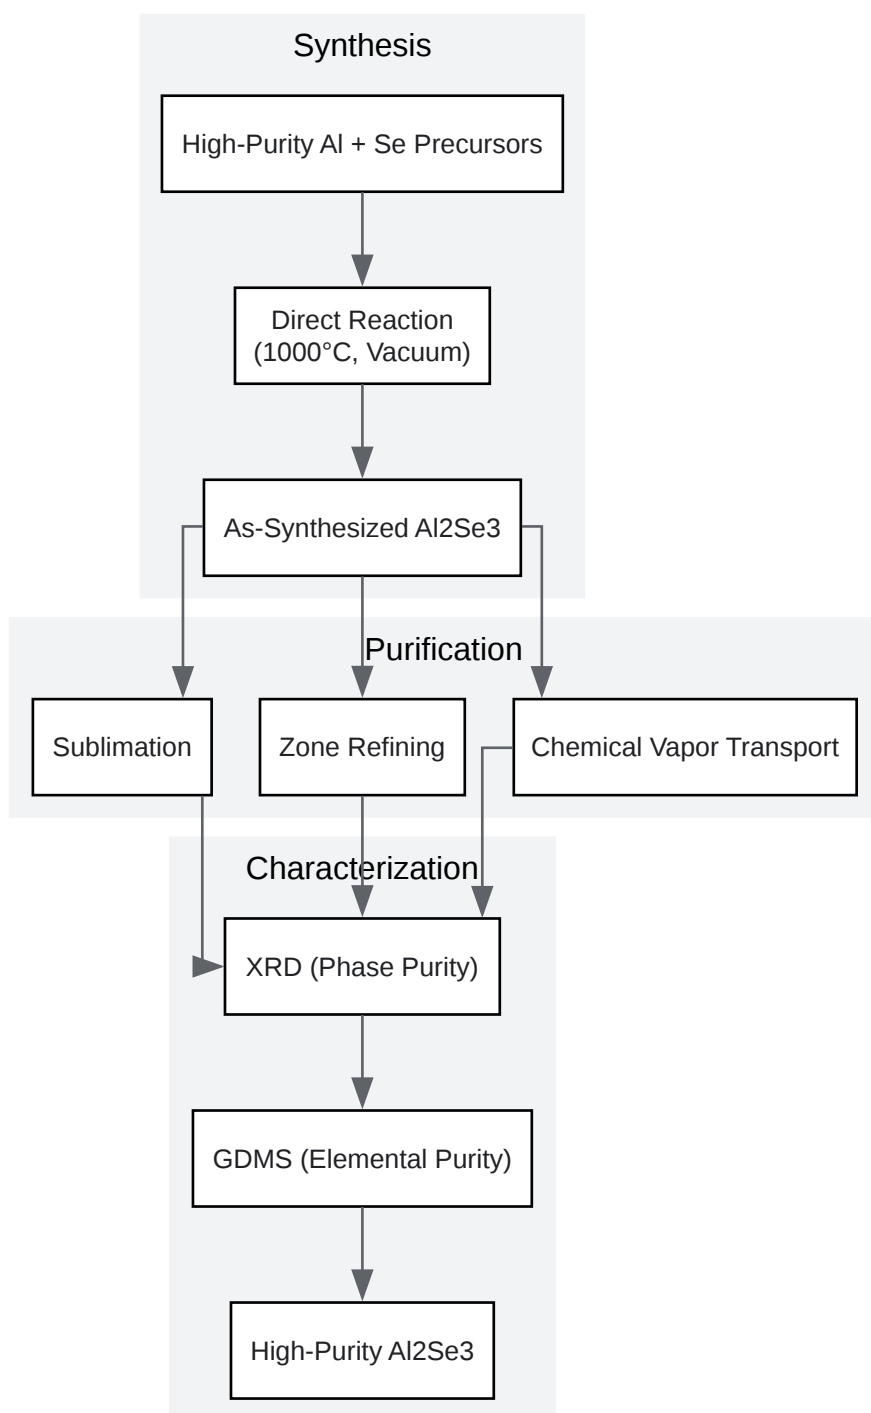 Synthesis
High-Purity Al + Se Precursors
Direct Reaction
(1000°C, Vacuum)
As-Synthesized Al2Se3
Purification
Sublimation
Zone Refining
Chemical Vapor Transport
Characterization
XRD (Phase Purity)
GDMS (Elemental Purity)
High-Purity Al2Se3